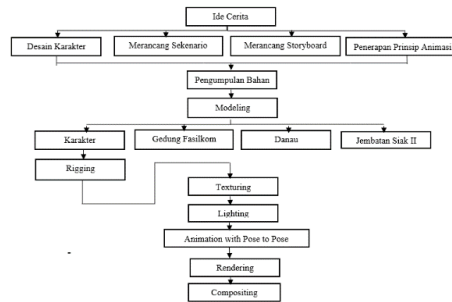 Ide Cerita
Desain Karakter
Merancang Sekenario
Merancang Storyboard
Penerapan Prinsip Animasi
Pengumpulan Bahan
Modeling
Karakter
Gedung Fasilkom
Danau
Jembatan Siak II
Rigging
Texturing
Lighting
Animation with Pose to Pose
Rendering
Compositing